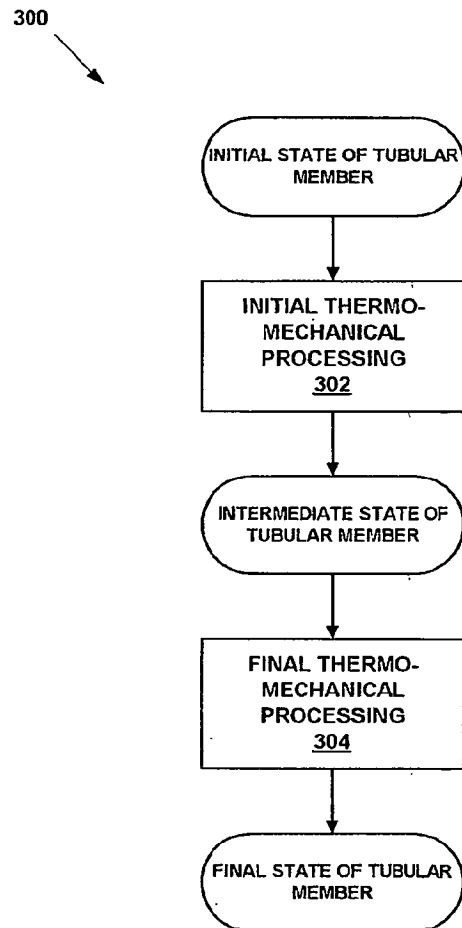 300
INITIAL STATE OF TUBULAR
MEMBER
INITIAL THERMO-
MECHANICAL
PROCESSING
302
INTERMEDIATE STATE OF
TUBULAR MEMBER
FINAL THERMO-
MECHANICAL
PROCESSING
304
FINAL STATE OF TUBULAR
MEMBER